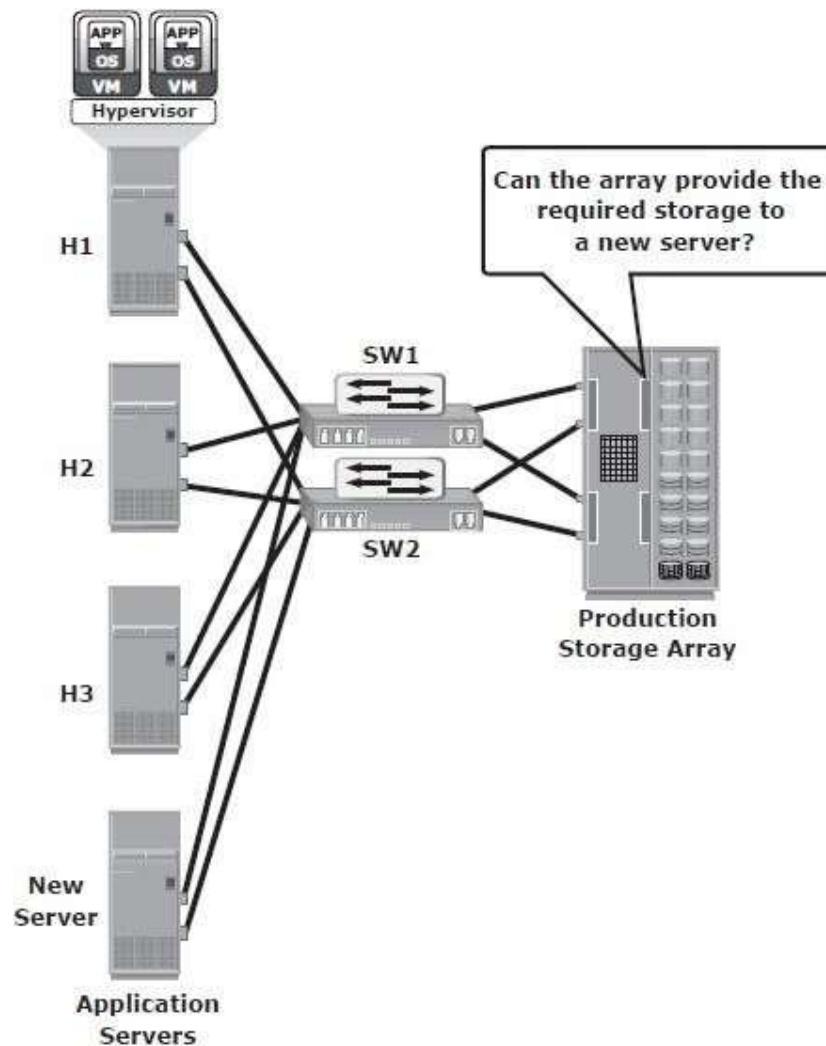 APP
OS
VM
APP
OS
VM
Hypervisor
H1
Can the array provide the
required storage to
a new server?
SW1
H2
SW2
Production
Storage Array
H3
New
Server
Application
Servers